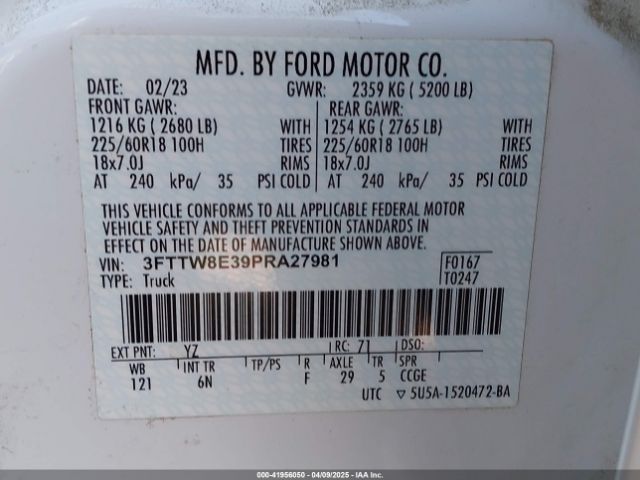 MFD. BY FORD MOTOR CO.
DATE: 02/23 GVWR: 2359 KG ( 5200 LB)
FRONT GAWR: REAR GAWR:
1216 KG ( 2680 LB) WITH 1254 KG ( 2765 LB) WITH
225/60R18 100H TIRES 225/60R18 100H TIRES
18x7.0J RIMS 18x7.0J RIMS
AT 240 kPa/ 35 PSI COLD AT 240 kPa/ 35 PSI COLD
THIS VEHICLE CONFORMS TO ALL APPLICABLE FEDERAL MOTOR
VEHICLE SAFETY AND THEFT PREVENTION STANDARDS IN
EFFECT ON THE DATE OF MANUFACTURE SHOWN ABOVE.
VIN: 3FTTW8E39PRA27981 F0167
TYPE: Truck T0247
EXT PNT: YZ RC: 71 DSO:
WB INT TR TP/PS R AXLE TR SPR
121 6N F 29 5 CCGE
UTC ▽ 5U5A-1520472-BA
000-41956050 - 04/09/2025 - IAA Inc.